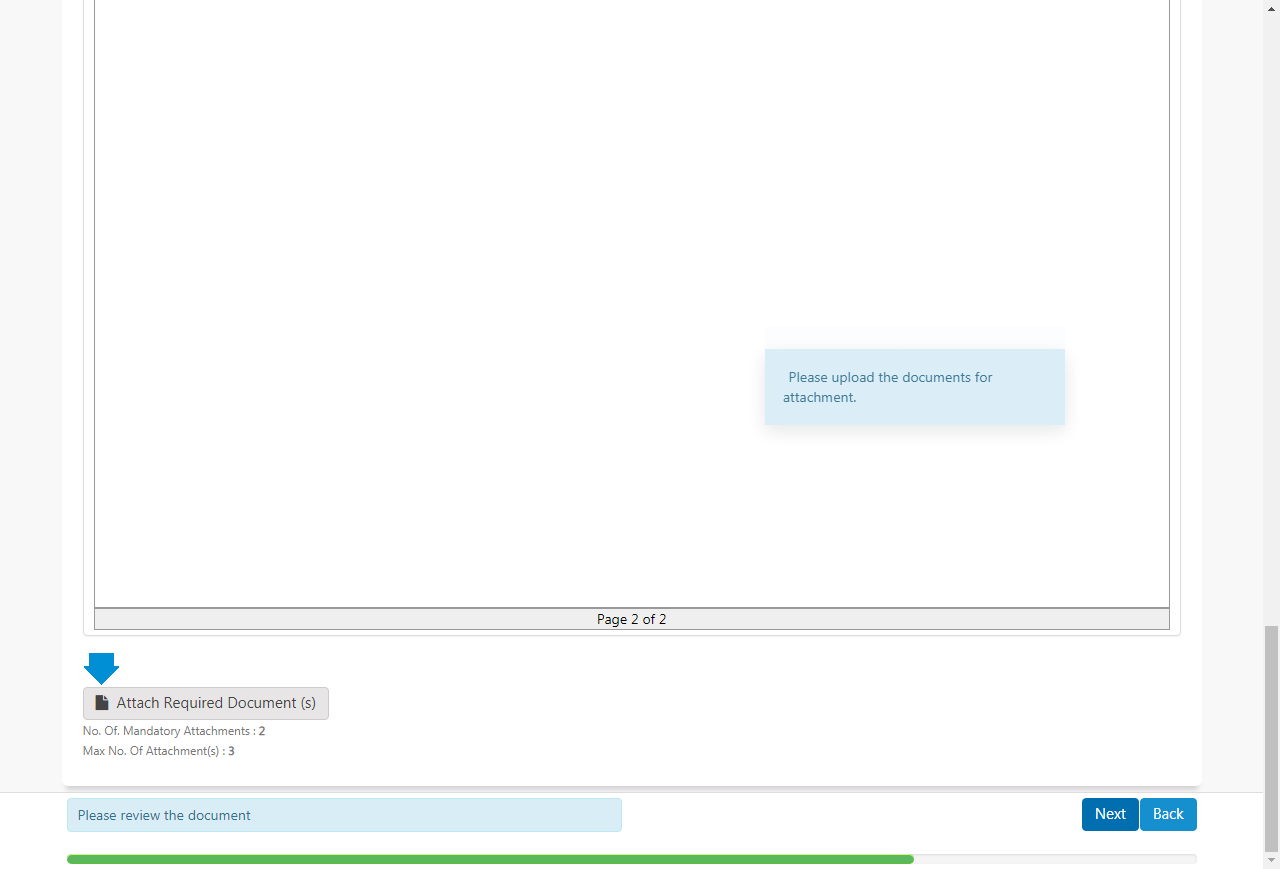 Please upload the documents for
attachment.
Page 2 of 2
Attach Required Document (s)
No. Of. Mandatory Attachments : 2
Max No. Of Attachment(s) : 3
Please review the document
Next
Back